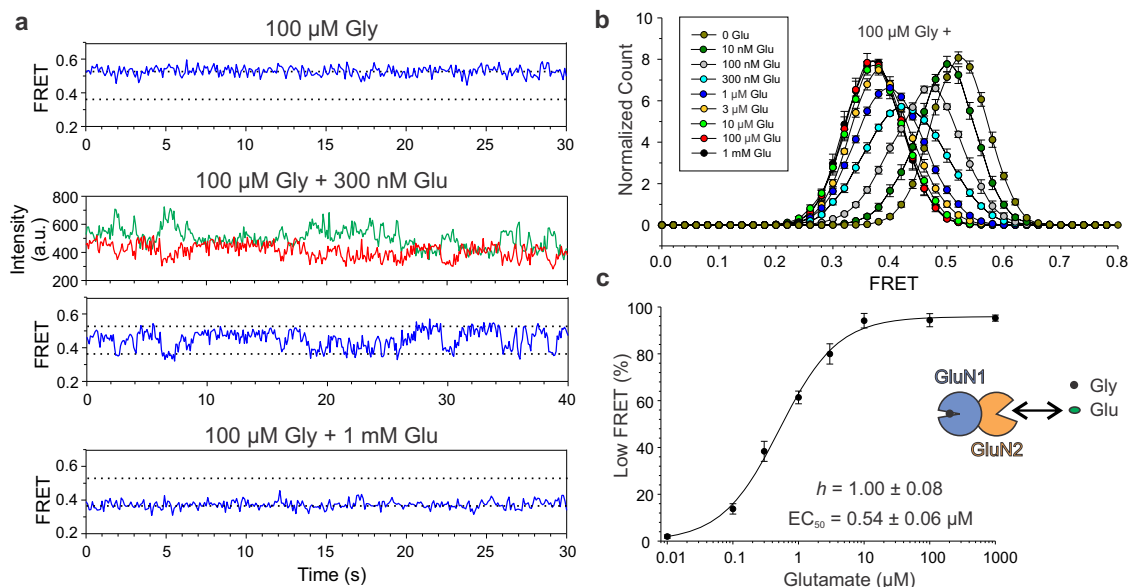 a
100 µM Gly
FRET
0.6
0.4
0.2
0 5 10 15 20 25 30
100 µM Gly + 300 nM Glu
Intensity
(a.u.)
800
600
400
200
0 10 20 30 40
FRET
0.6
0.4
0.2
0 10 20 30 40
100 µM Gly + 1 mM Glu
FRET
0.6
0.4
0.2
0 5 10 15 20 25 30
Time (s)
b
100 µM Gly +
0 Glu
10 nM Glu
100 nM Glu
300 nM Glu
1 µM Glu
3 µM Glu
10 µM Glu
100 µM Glu
1 mM Glu
Normalized Count
10
8
6
4
2
0
0.0 0.1 0.2 0.3 0.4 0.5 0.6 0.7 0.8
FRET
c
Low FRET (%)
100
80
60
40
20
0
GluN1
Gly
Glu
GluN2
h = 1.00 ± 0.08
EC₅₀ = 0.54 ± 0.06 µM
0.01 0.1 1 10 100 1000
Glutamate (µM)